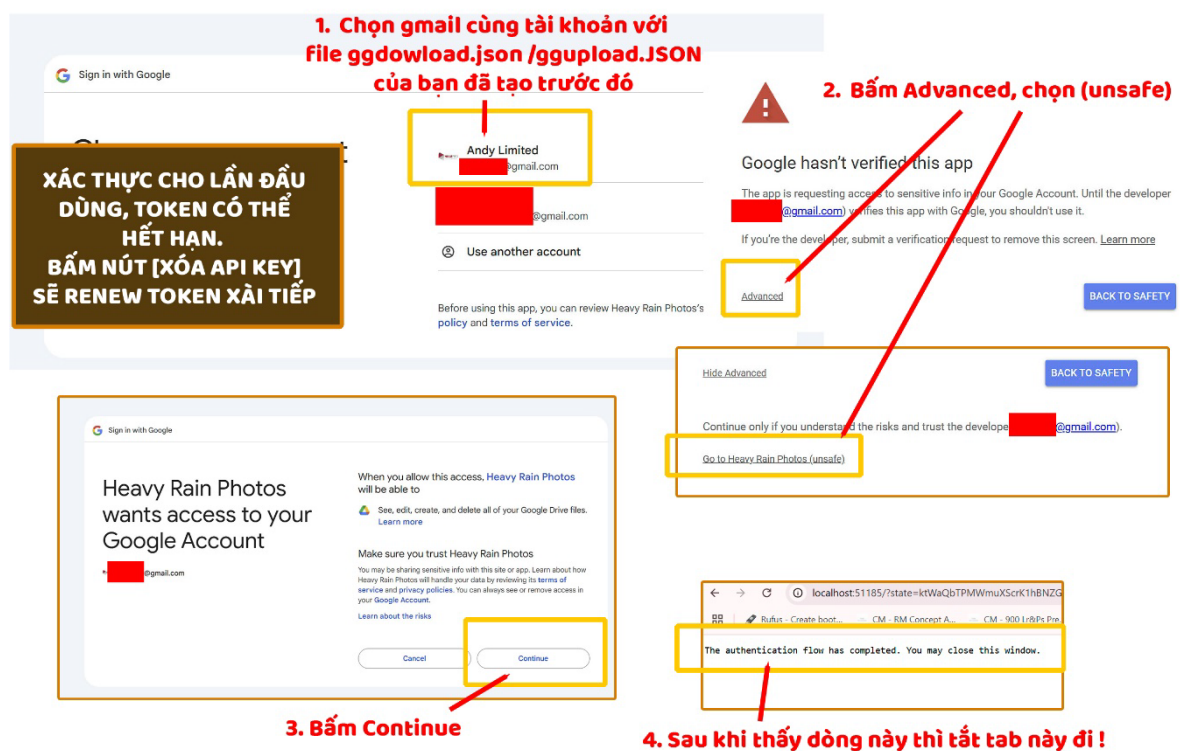 1. Chọn gmail cùng tài khoản với
file ggdowload.json /ggupload.JSON
của bạn đã tạo trước đó
Sign in with Google
Andy Limited
@gmail.com
@gmail.com
Use another account
Before using this app, you can review Heavy Rain Photos's
policy and terms of service.
XÁC THỰC CHO LẦN ĐẦU
DÙNG, TOKEN CÓ THỂ
HẾT HẠN.
BẤM NÚT [XÓA API KEY]
SẼ RENEW TOKEN XÀI TIẾP
2. Bấm Advanced, chọn (unsafe)
Google hasn't verified this app
The app is requesting access to sensitive info in your Google Account. Until the developer
@gmail.com) verifies this app with Google, you shouldn't use it.
If you're the developer, submit a verification request to remove this screen. Learn more
Advanced
BACK TO SAFETY
Hide Advanced
BACK TO SAFETY
Continue only if you understand the risks and trust the develope @gmail.com).
Go to Heavy Rain Photos (unsafe)
Sign in with Google
Heavy Rain Photos
wants access to your
Google Account
@gmail.com
When you allow this access, Heavy Rain Photos
will be able to
See, edit, create, and delete all of your Google Drive files.
Learn more
Make sure you trust Heavy Rain Photos
You may be sharing sensitive info with this site or app. Learn about how
Heavy Rain Photos will handle your data by reviewing its terms of
service and privacy policies. You can always see or remove access in
your Google Account.
Learn about the risks
Cancel
Continue
3. Bấm Continue
localhost:51185/?state=ktWaQbTPMWmuXScrK1hBNZG
Rufus - Create boot...
CM - RM Concept A...
CM - 900 Lr&Ps Pre
The authentication flow has completed. You may close this window.
4. Sau khi thấy dòng này thì tắt tab này đi !